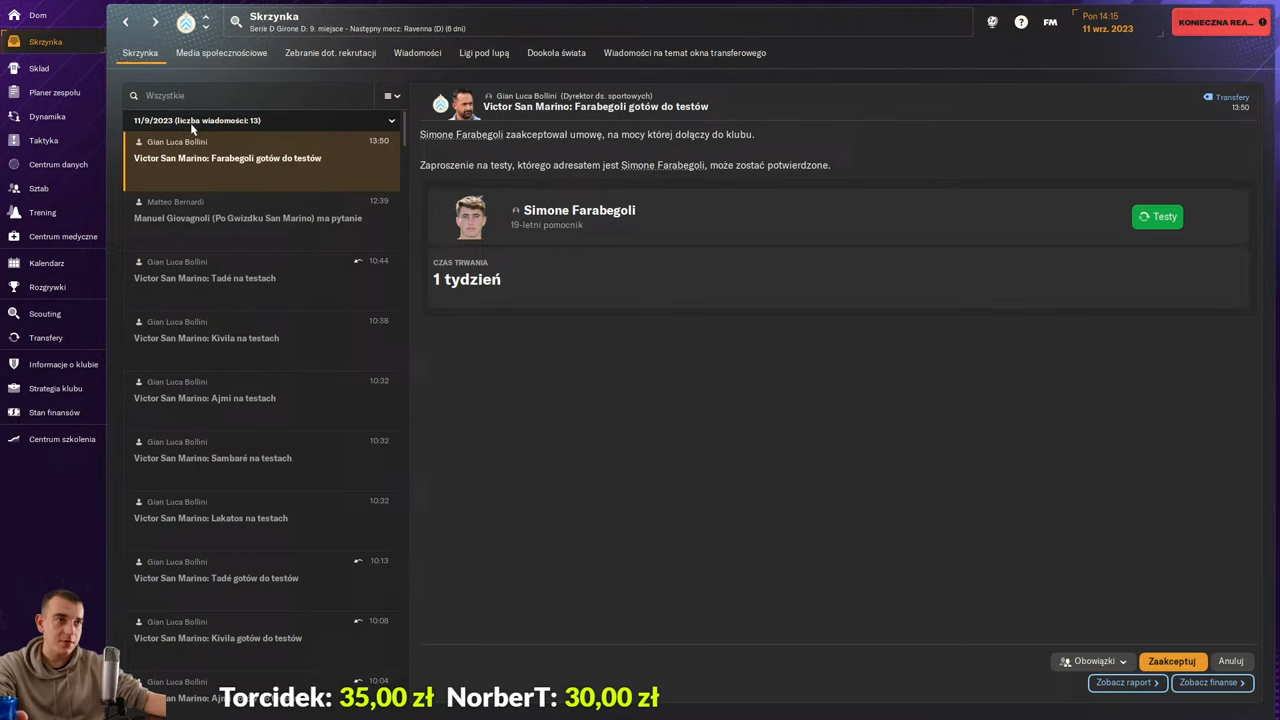 Dom
Skrzynka
Skład
Planer zespołu
Dynamika
Taktyka
Centrum danych
Sztab
Trening
Centrum medyczne
Kalendarz
Rozgrywki
Scouting
Transfery
Informacje o klubie
Strategia klubu
Stan finansów
Centrum szkolenia
Skrzynka
Serie D Girone D: 9. miejsce - Następny mecz: Ravenna (D) (6 dni)
FM
Pon 14:15
11 wrz. 2023
KONIECZNA REA...
Skrzynka
Media społecznościowe
Zebranie dot. rekrutacji
Wiadomości
Ligi pod lupą
Dookoła świata
Wiadomości na temat okna transferowego
Wszystkie
11/9/2023 (liczba wiadomości: 13)
Gian Luca Bollini 13:50
Victor San Marino: Farabegoli gotów do testów
Matteo Bernardi 12:39
Manuel Giovagnoli (Po Gwizdku San Marino) ma pytanie
Gian Luca Bollini 10:44
Victor San Marino: Tadé na testach
Gian Luca Bollini 10:38
Victor San Marino: Kivila na testach
Gian Luca Bollini 10:32
Victor San Marino: Ajmi na testach
Gian Luca Bollini 10:32
Victor San Marino: Sambaré na testach
Gian Luca Bollini 10:32
Victor San Marino: Lakatos na testach
Gian Luca Bollini 10:13
Victor San Marino: Tadé gotów do testów
Gian Luca Bollini 10:08
Victor San Marino: Kivila gotów do testów
Gian Luca Bollini 10:04
Gian Luca Bollini (Dyrektor ds. sportowych)
Victor San Marino: Farabegoli gotów do testów
Transfery
13:50
Simone Farabegoli zaakceptował umowę, na mocy której dołączy do klubu.
Zaproszenie na testy, którego adresatem jest Simone Farabegoli, może zostać potwierdzone.
Simone Farabegoli
19-letni pomocnik
Testy
CZAS TRWANIA
1 tydzień
Obowiązki
Zaakceptuj
Anuluj
Zobacz raport
Zobacz finanse
Torcidek: 35,00 zł NorberT: 30,00 zł